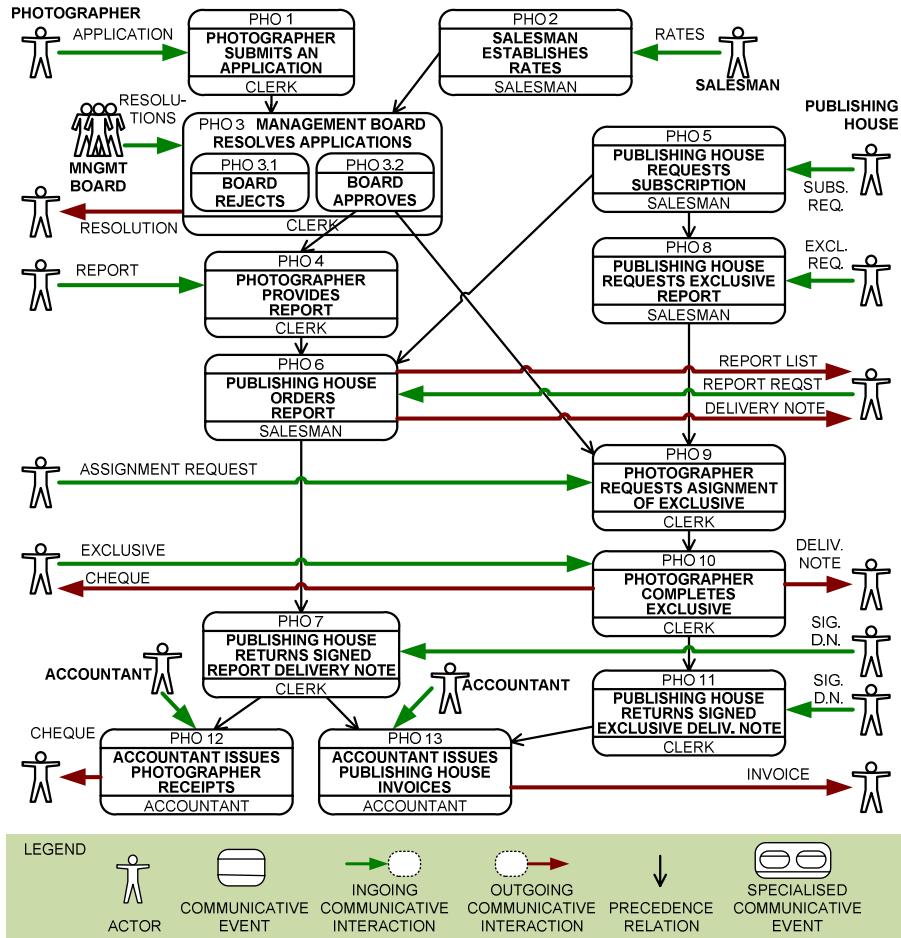 PHOTOGRAPHER
APPLICATION
PHO 1
PHOTOGRAPHER
SUBMITS AN
APPLICATION
CLERK
PHO 2
SALESMAN
ESTABLISHES
RATES
SALESMAN
RATES
SALESMAN
RESOLU-
TIONS
MNGMT
BOARD
PHO 3 MANAGEMENT BOARD
RESOLVES APPLICATIONS
PHO 3.1
BOARD
REJECTS
PHO 3.2
BOARD
APPROVES
CLERK
RESOLUTION
PUBLISHING
HOUSE
PHO 5
PUBLISHING HOUSE
REQUESTS
SUBSCRIPTION
SALESMAN
SUBS.
REQ.
REPORT
PHO 4
PHOTOGRAPHER
PROVIDES
REPORT
CLERK
PHO 8
PUBLISHING HOUSE
REQUESTS EXCLUSIVE
REPORT
SALESMAN
EXCL.
REQ.
PHO 6
PUBLISHING HOUSE
ORDERS
REPORT
SALESMAN
REPORT LIST
REPORT REQST
DELIVERY NOTE
ASSIGNMENT REQUEST
PHO 9
PHOTOGRAPHER
REQUESTS ASIGNMENT
OF EXCLUSIVE
CLERK
EXCLUSIVE
CHEQUE
PHO 10
PHOTOGRAPHER
COMPLETES
EXCLUSIVE
CLERK
DELIV.
NOTE
PHO 7
PUBLISHING HOUSE
RETURNS SIGNED
REPORT DELIVERY NOTE
CLERK
SIG.
D.N.
ACCOUNTANT
ACCOUNTANT
PHO 11
PUBLISHING HOUSE
RETURNS SIGNED
EXCLUSIVE DELIV. NOTE
CLERK
SIG.
D.N.
CHEQUE
PHO 12
ACCOUNTANT ISSUES
PHOTOGRAPHER
RECEIPTS
ACCOUNTANT
PHO 13
ACCOUNTANT ISSUES
PUBLISHING HOUSE
INVOICES
ACCOUNTANT
INVOICE
LEGEND
ACTOR
COMMUNICATIVE
EVENT
INGOING
COMMUNICATIVE
INTERACTION
OUTGOING
COMMUNICATIVE
INTERACTION
PRECEDENCE
RELATION
SPECIALISED
COMMUNICATIVE
EVENT